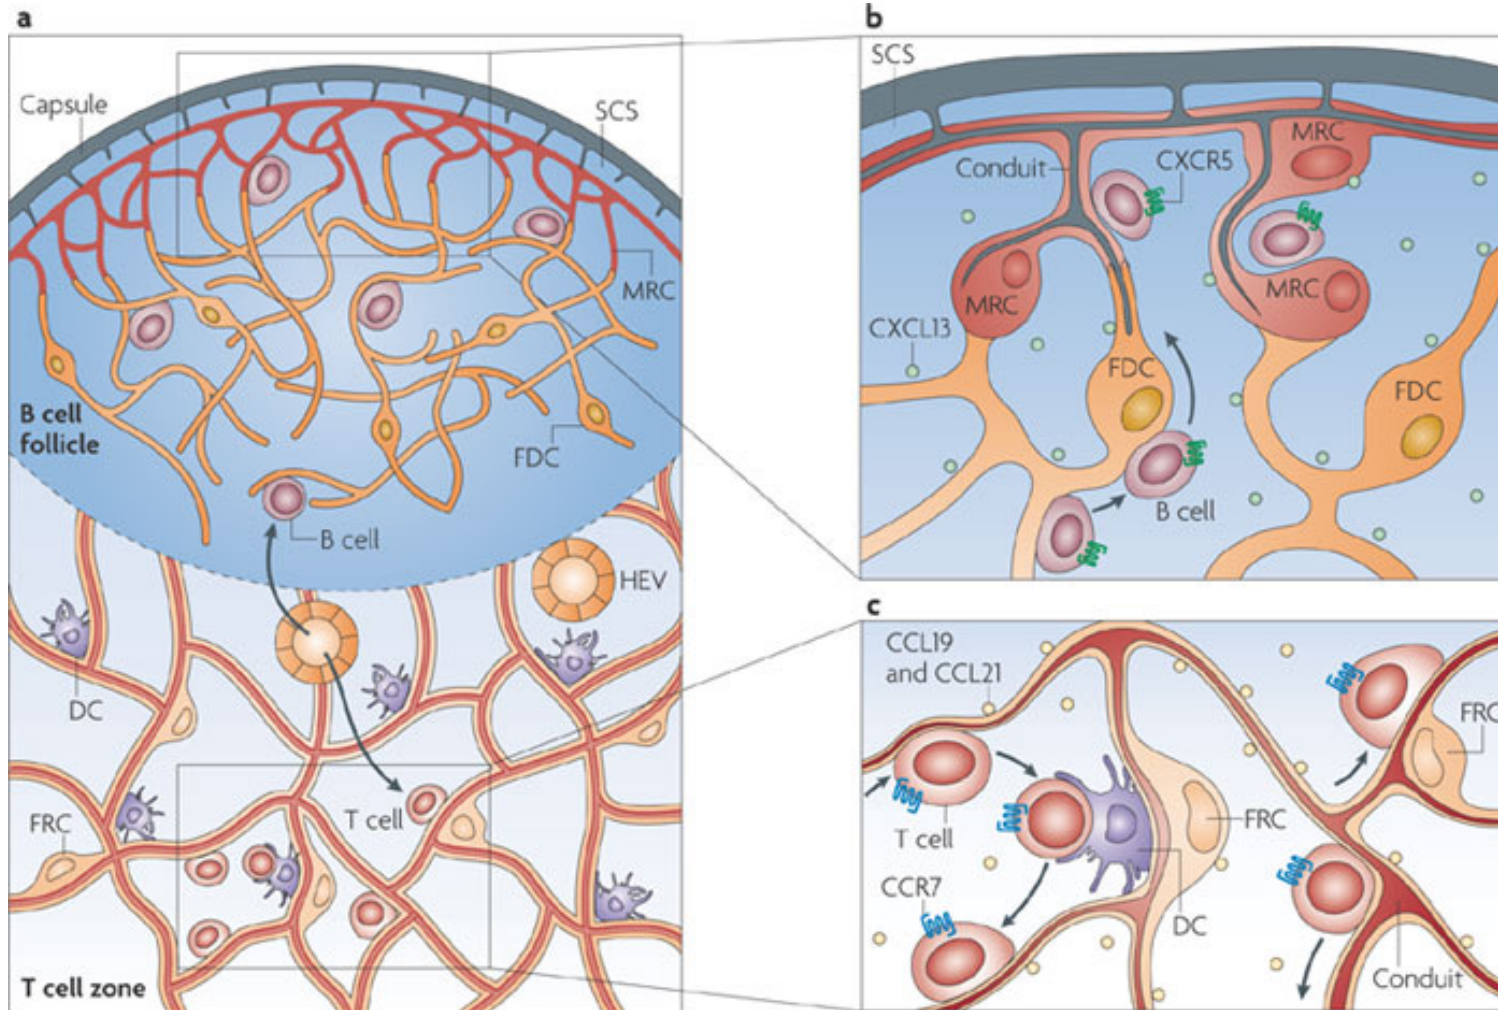 a
Capsule
SCS
MRC
B cell
follicle
FDC
B cell
HEV
DC
FRC
T cell
T cell zone
b
SCS
Conduit
CXCR5
MRC
MRC
MRC
CXCL13
FDC
FDC
B cell
c
CCL19
and CCL21
FRC
T cell
FRC
CCR7
DC
Conduit